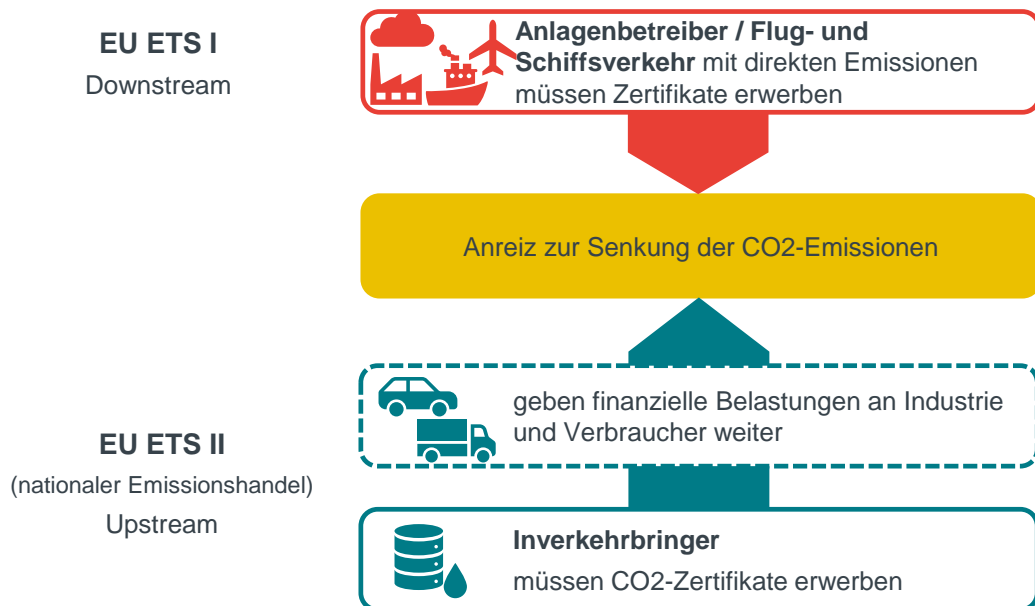 EU ETS I
Downstream
Anlagenbetreiber / Flug- und
Schiffsverkehr mit direkten Emissionen
müssen Zertifikate erwerben
Anreiz zur Senkung der CO2-Emissionen
EU ETS II
(nationaler Emissionshandel)
Upstream
geben finanzielle Belastungen an Industrie
und Verbraucher weiter
Inverkehrbringer
müssen CO2-Zertifikate erwerben